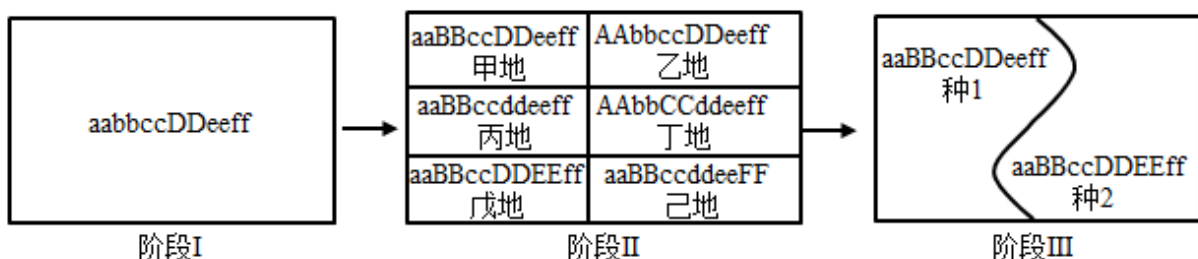 aabbccDDeeff
阶段I
aaBBccDDeeff
甲地
AAbbccDDeeff
乙地
aaBBccddeeff
丙地
AAbbCCddeeff
丁地
aaBBccDDEEff
戊地
aaBBccddeeFF
己地
阶段II
aaBBccDDeeff
种1
aaBBccDDEEff
种2
阶段III